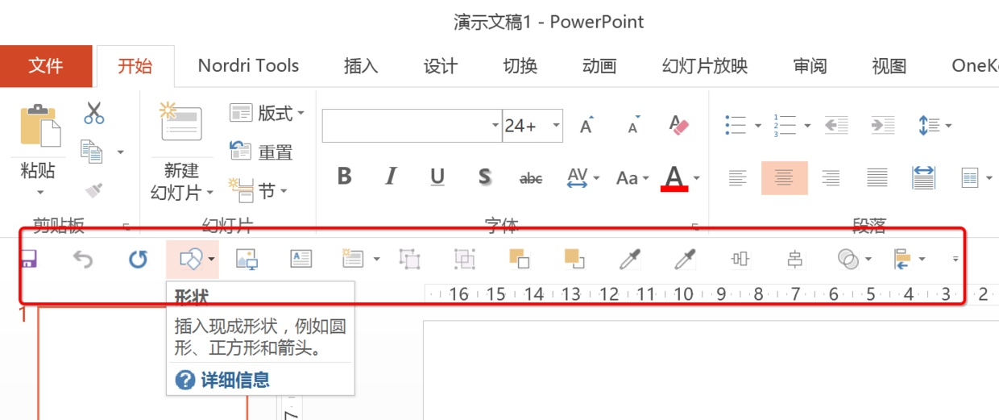 演示文稿1 - PowerPoint
文件 开始 Nordri Tools 插入 设计 切换 动画 幻灯片放映 审阅 视图 OneKe
版式 24+
重置
粘贴 新建 B I U S abc AV Aa A
幻灯片 节
剪贴板 幻灯片 字体 段落
形状 16 15 14 13 12 11 10 9 8 7 6 5 4 3 2
1
插入现成形状，例如圆
形、正方形和箭头。
详细信息
7